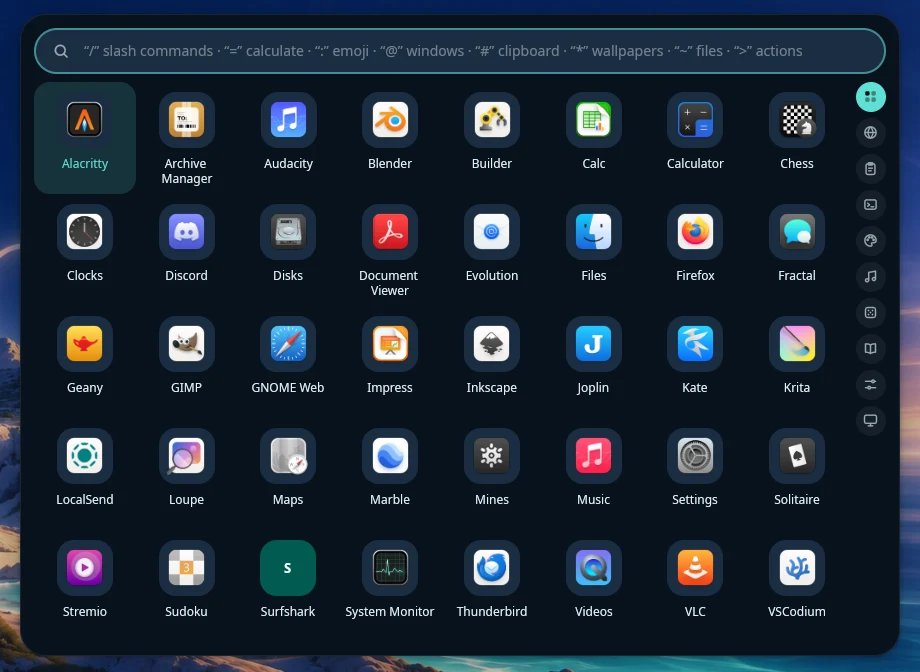 “/” slash commands · “=” calculate · “:” emoji · “@” windows · “#” clipboard · “*” wallpapers · “~” files · “>” actions
Alacritty
TO:
Archive
Manager
Audacity
Blender
Builder
Calc
Calculator
Chess
Clocks
Discord
Disks
Document
Viewer
Evolution
Files
Firefox
Fractal
Geany
GIMP
GNOME Web
Impress
Inkscape
J
Joplin
Kate
Krita
LocalSend
Loupe
Maps
Marble
Mines
Music
Settings
Solitaire
Stremio
3
Sudoku
S
Surfshark
System Monitor
Thunderbird
Videos
VLC
VSCodium